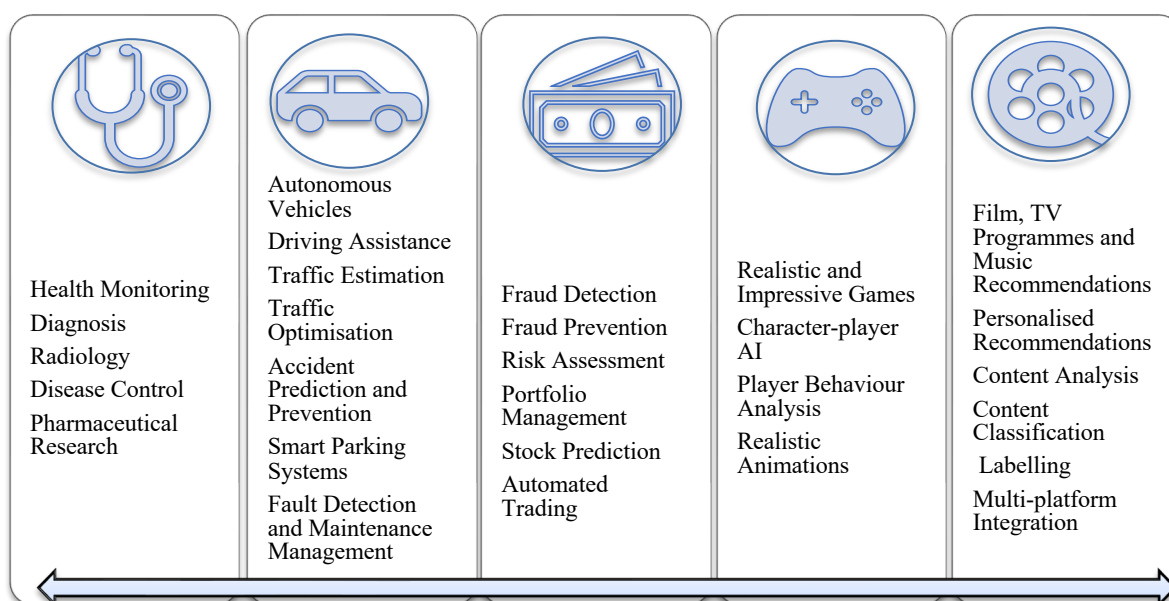 Health Monitoring
Diagnosis
Radiology
Disease Control
Pharmaceutical
Research
Autonomous
Vehicles
Driving Assistance
Traffic Estimation
Traffic
Optimisation
Accident
Prediction and
Prevention
Smart Parking
Systems
Fault Detection
and Maintenance
Management
Fraud Detection
Fraud Prevention
Risk Assessment
Portfolio
Management
Stock Prediction
Automated
Trading
Realistic and
Impressive Games
Character-player
AI
Player Behaviour
Analysis
Realistic
Animations
Film, TV
Programmes and
Music
Recommendations
Personalised
Recommendations
Content Analysis
Content
Classification
Labelling
Multi-platform
Integration